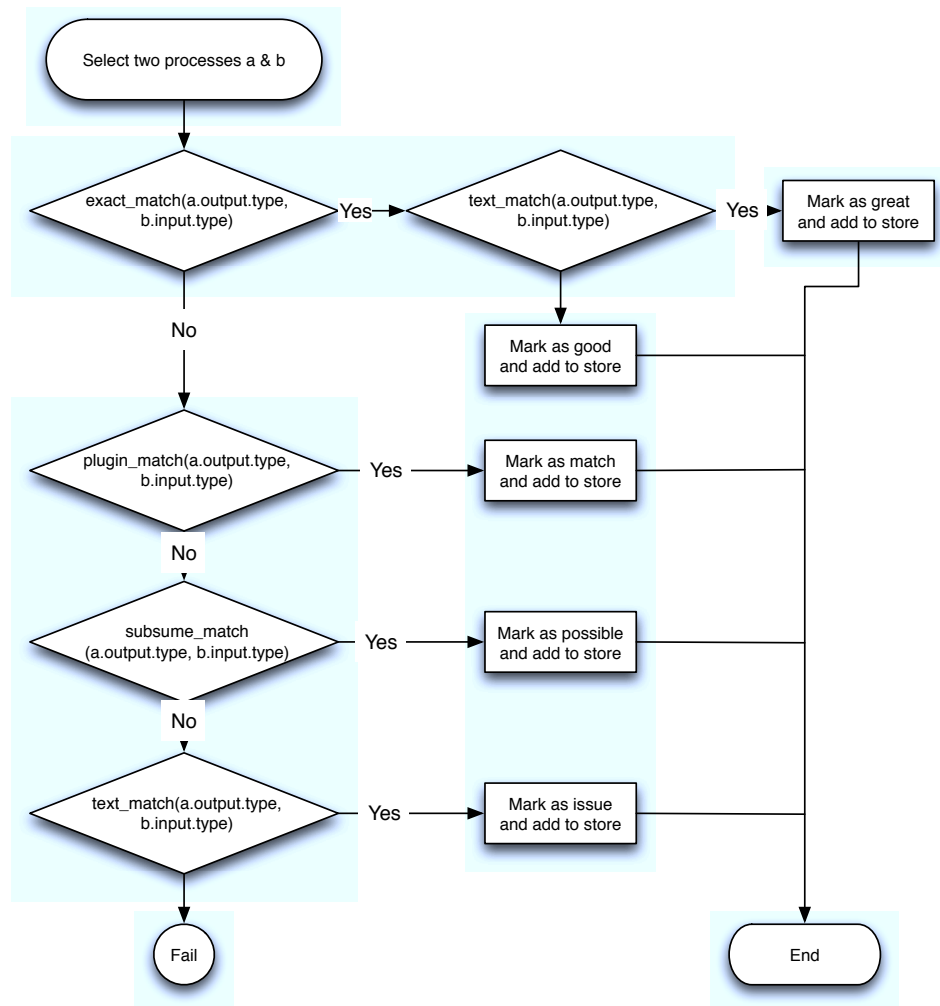 Select two processes a & b
exact_match(a.output.type,
b.input.type)
Yes
text_match(a.output.type,
b.input.type)
Yes
Mark as great
and add to store
No
Mark as good
and add to store
plugin_match(a.output.type,
b.input.type)
Yes
Mark as match
and add to store
No
subsume_match
(a.output.type, b.input.type)
Yes
Mark as possible
and add to store
No
text_match(a.output.type,
b.input.type)
Yes
Mark as issue
and add to store
Fail
End